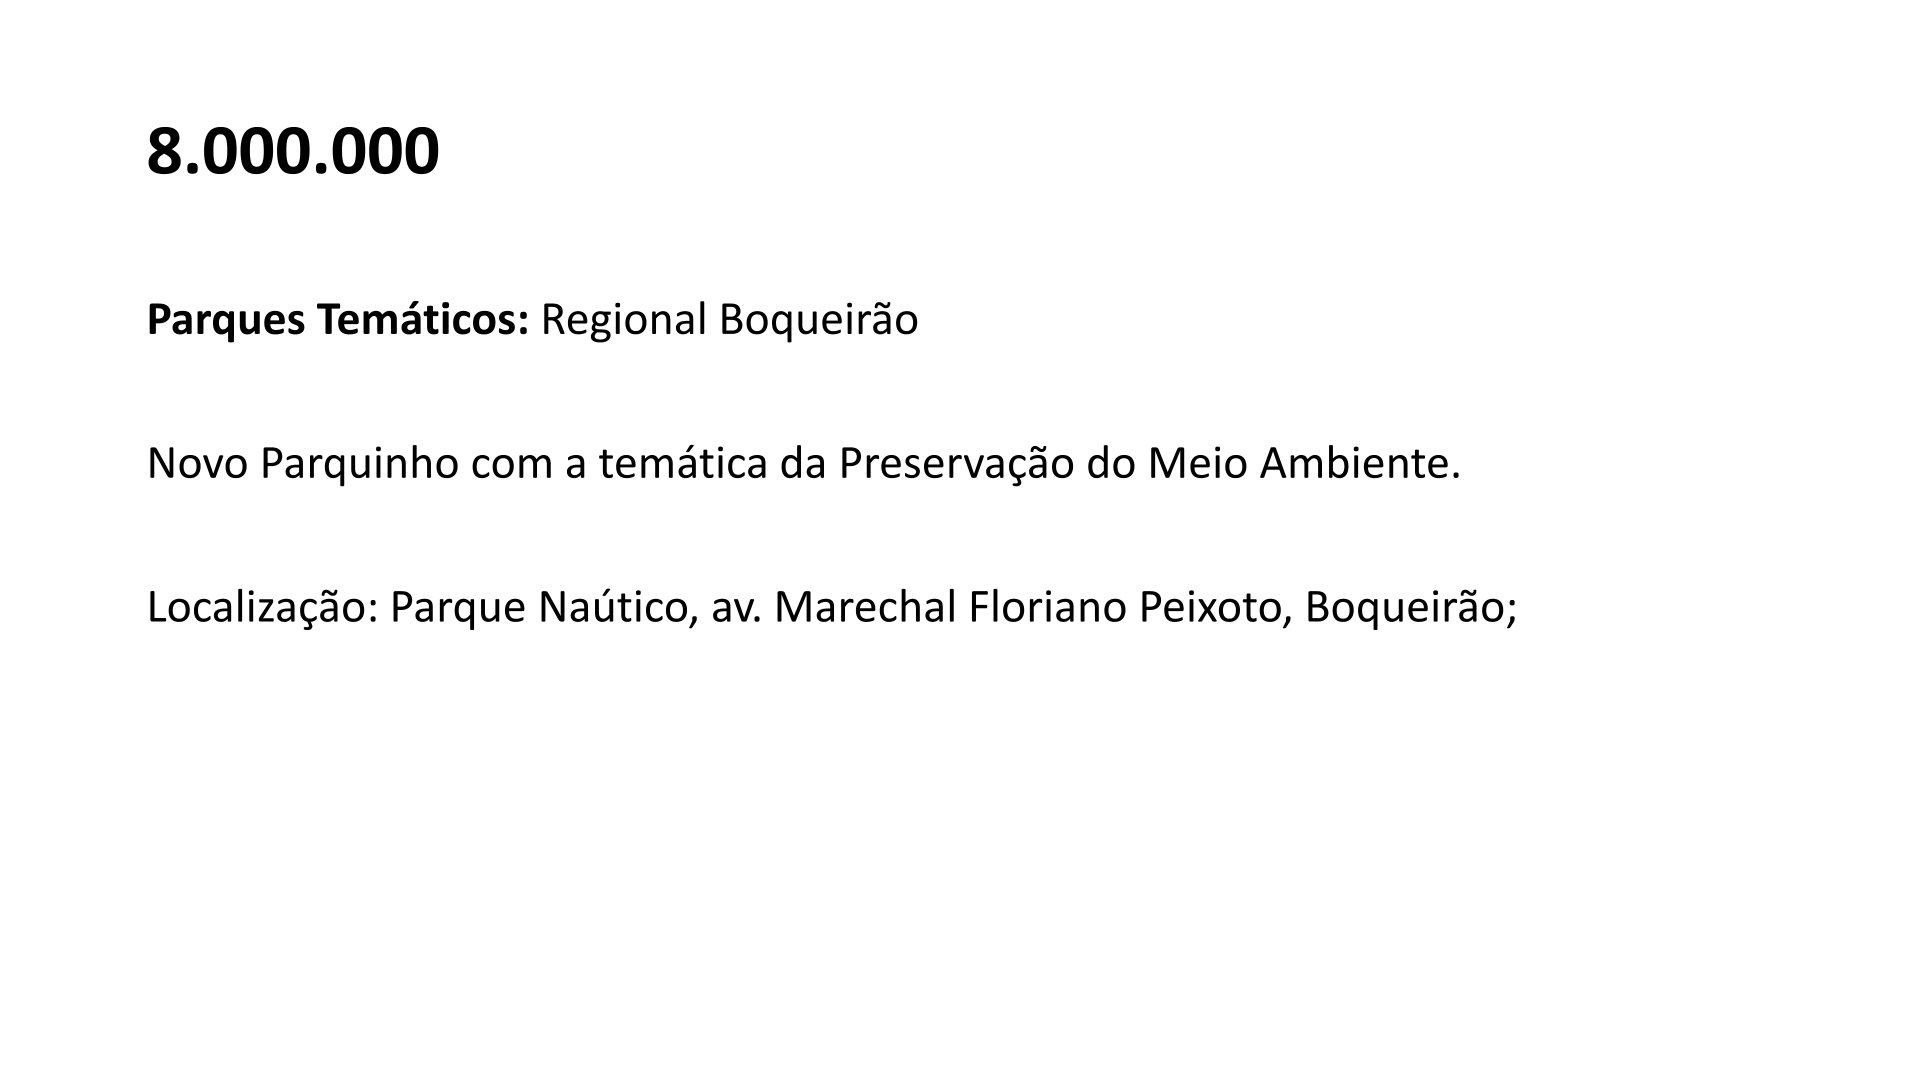 8.000.000
Parques Temáticos: Regional Boqueirão
Novo Parquinho com a temática da Preservação do Meio Ambiente.
Localização: Parque Naútico, av. Marechal Floriano Peixoto, Boqueirão;